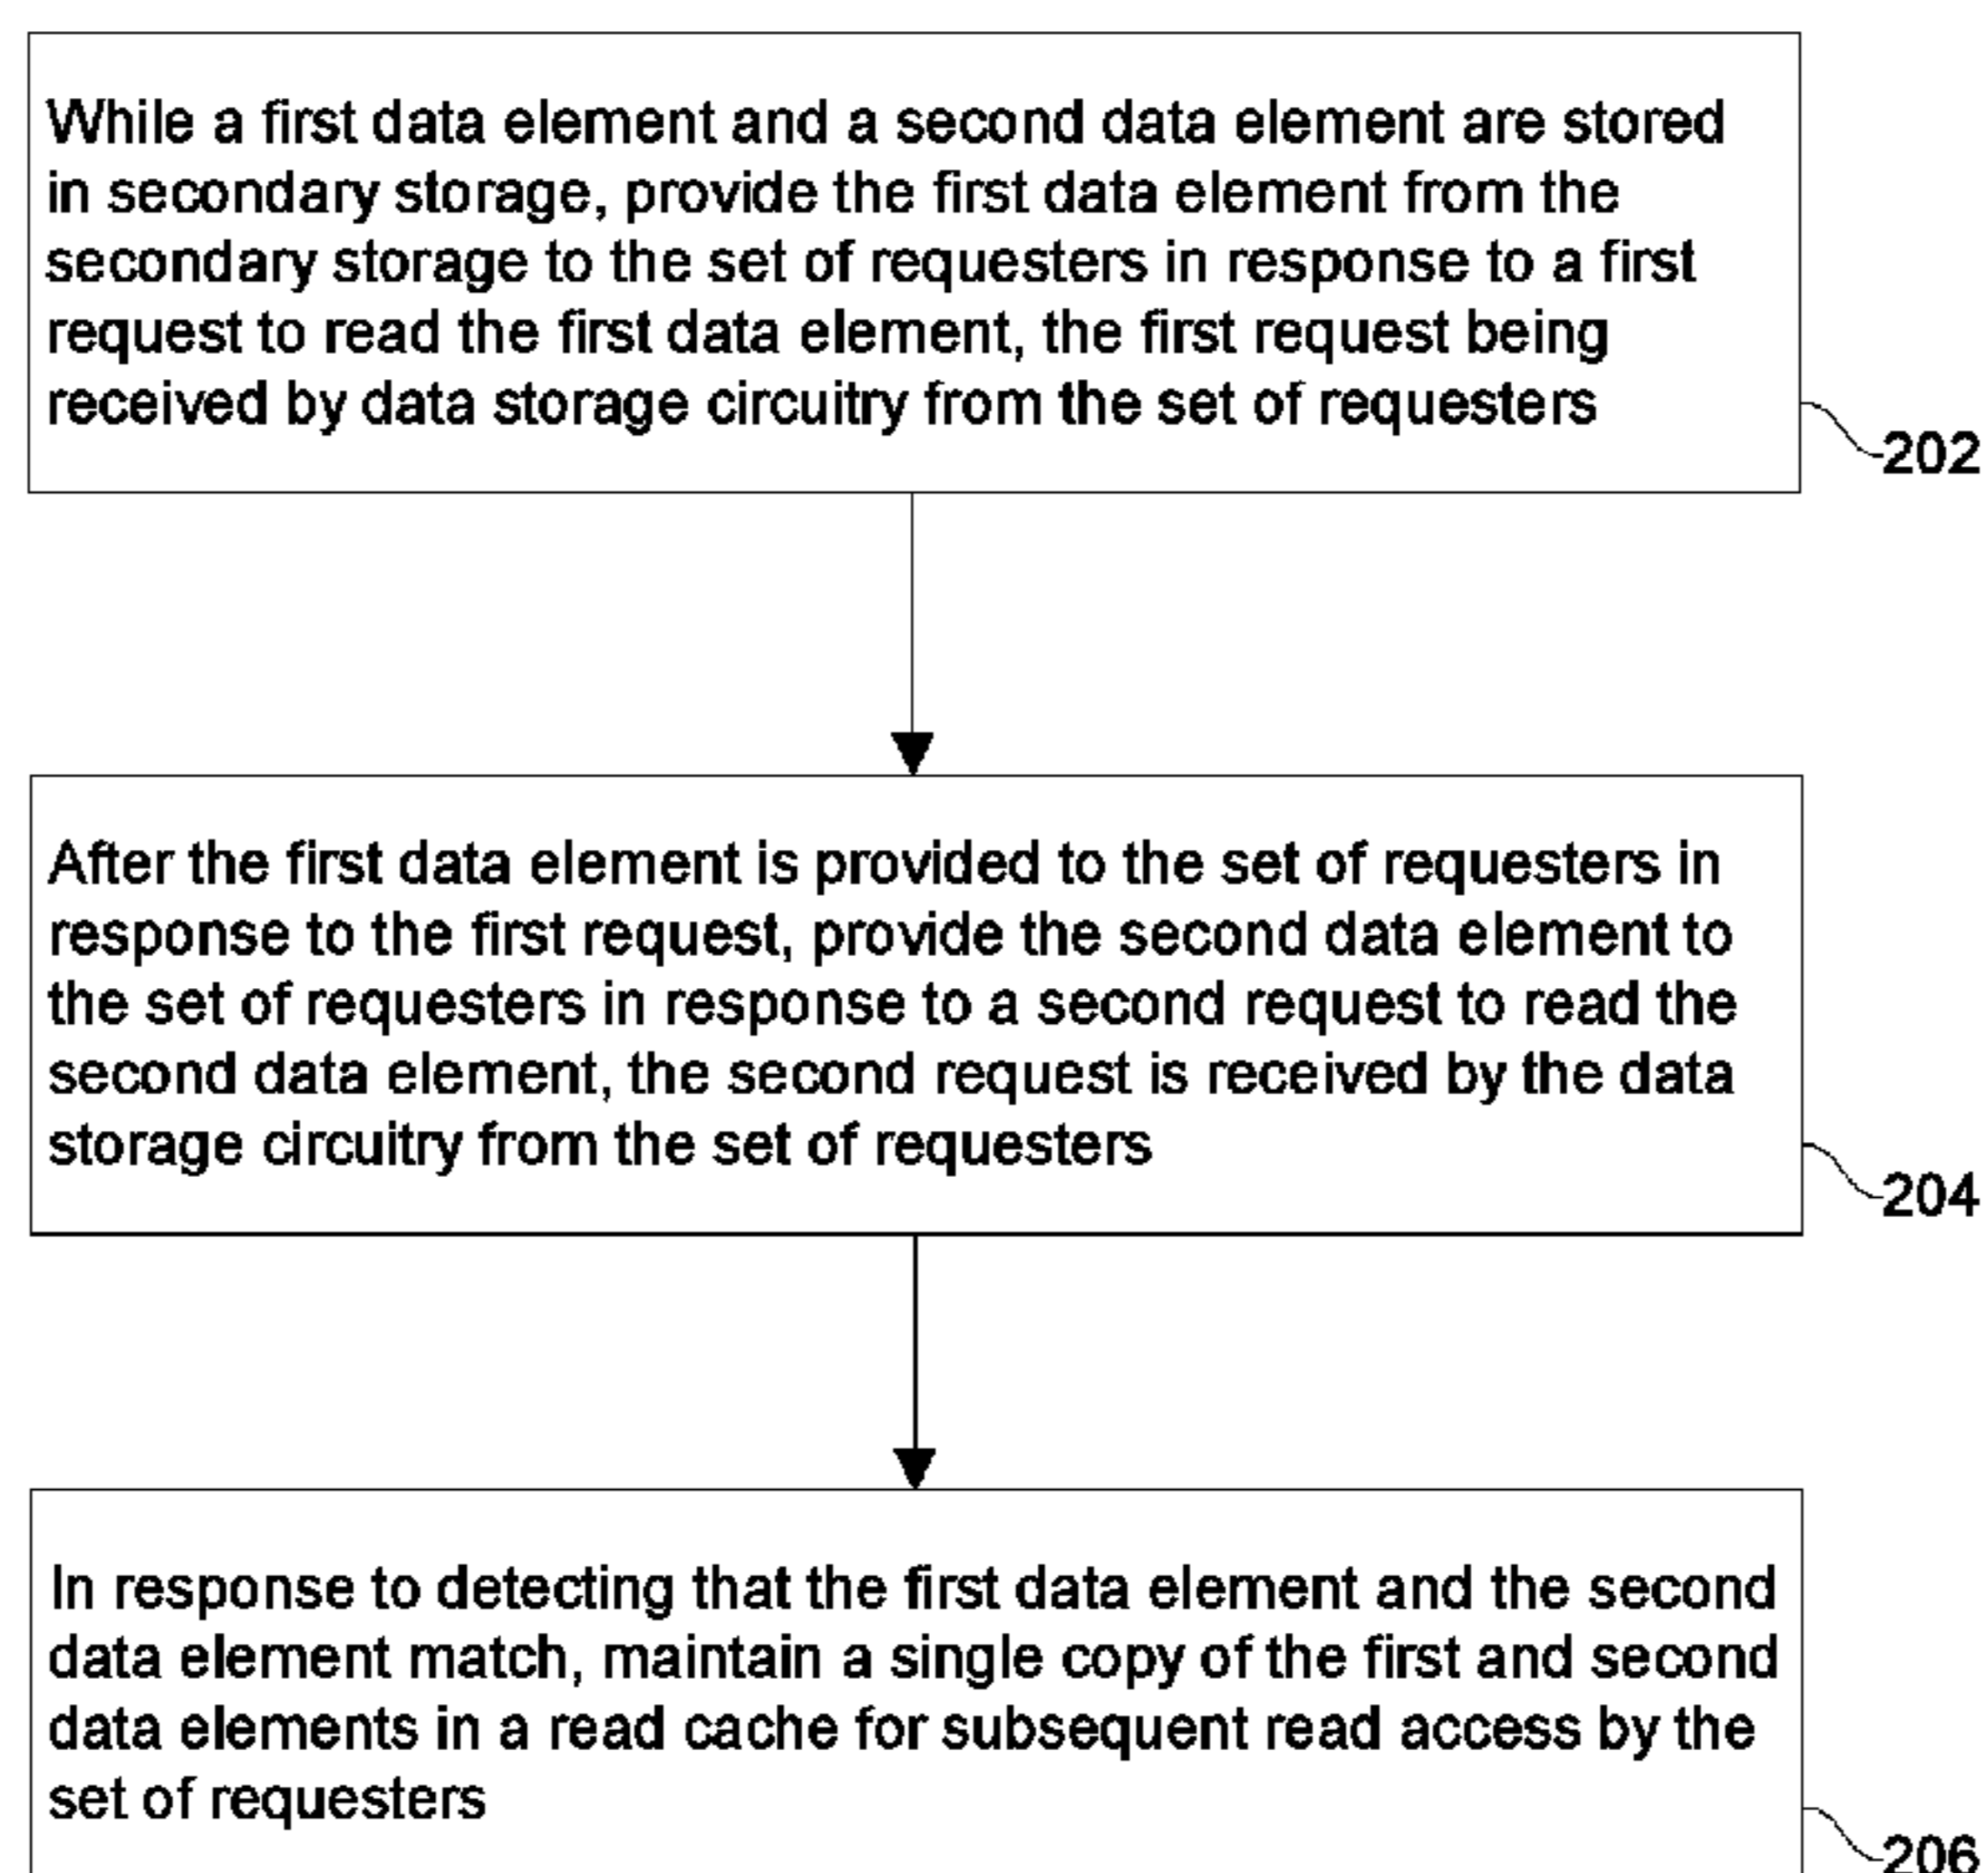 While a first data element and a second data element are stored
in secondary storage, provide the first data element from the
secondary storage to the set of requesters in response to a first
request to read the first data element, the first request being
received by data storage circuitry from the set of requesters
202
After the first data element is provided to the set of requesters in
response to the first request, provide the second data element to
the set of requesters in response to a second request to read the
second data element, the second request is received by the data
storage circuitry from the set of requesters
204
In response to detecting that the first data element and the second
data element match, maintain a single copy of the first and second
data elements in a read cache for subsequent read access by the
set of requesters
206